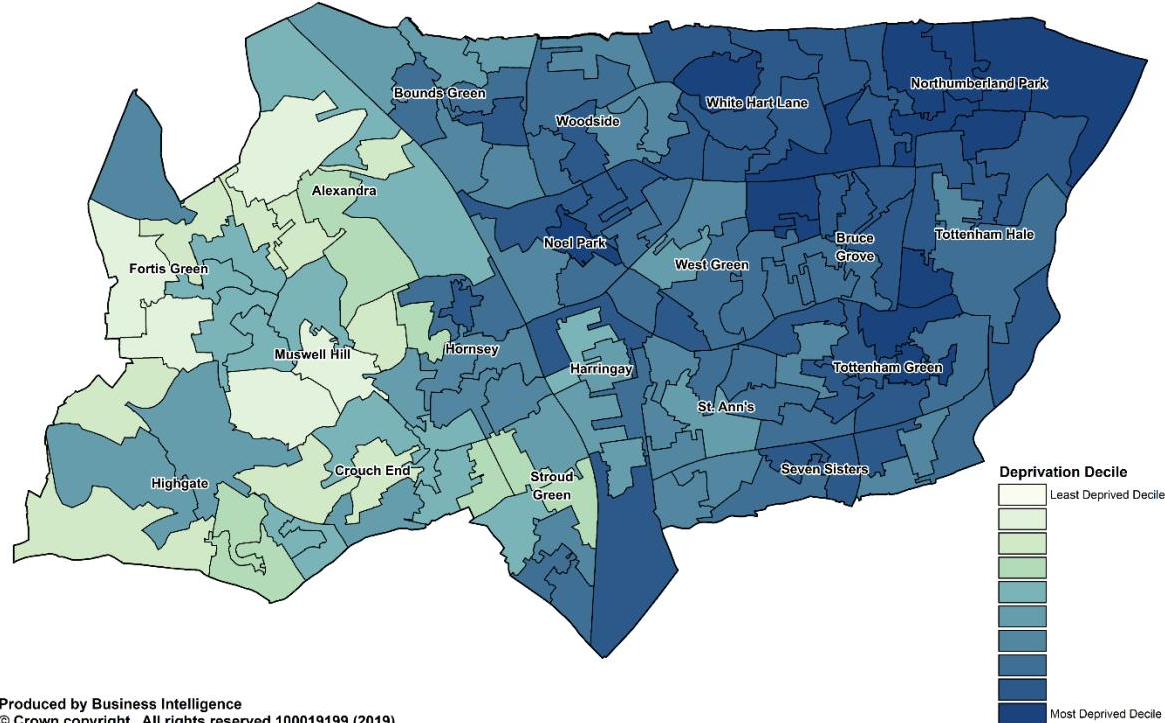 Northumberland Park
Bounds Green
White Hart Lane
Woodside
Alexandra
Tottenham Hale
Bruce
Grove
Noel Park
West Green
Fortis Green
Hornsey
Muswell Hill
Harringay
Tottenham Green
St. Ann's
Seven Sisters
Crouch End
Stroud
Green
Highgate
Deprivation Decile
Least Deprived Decile
Most Deprived Decile
Produced by Business Intelligence
© Crown copyright. All rights reserved 100019199 (2019)